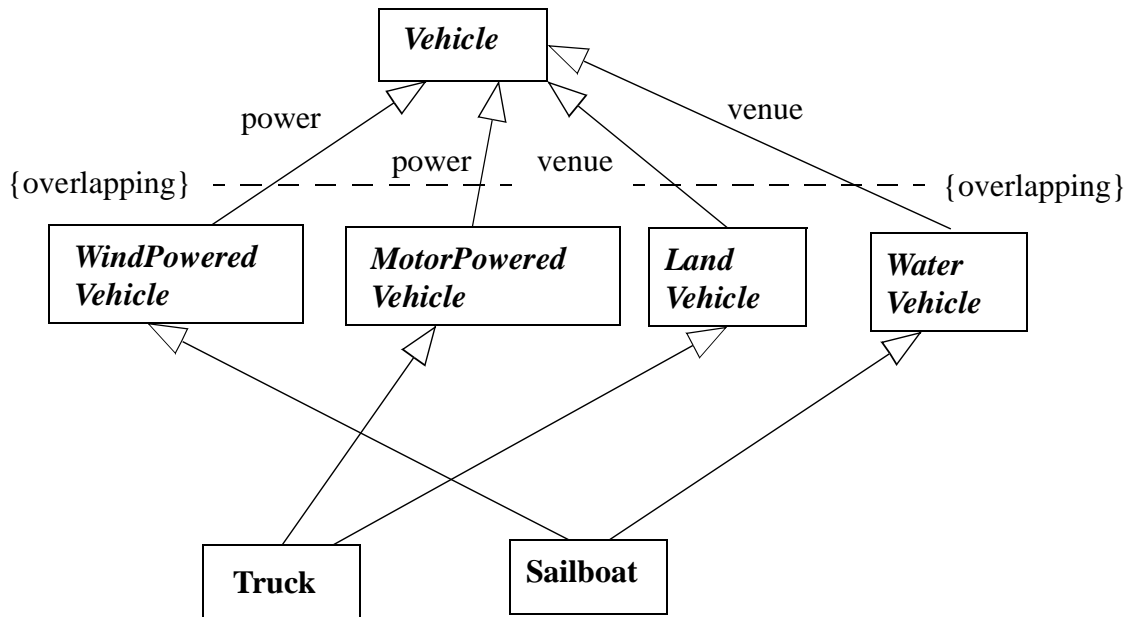 Vehicle
power
venue
power
venue
{overlapping}
{overlapping}
WindPowered
Vehicle
MotorPowered
Vehicle
Land
Vehicle
Water
Vehicle
Truck
Sailboat